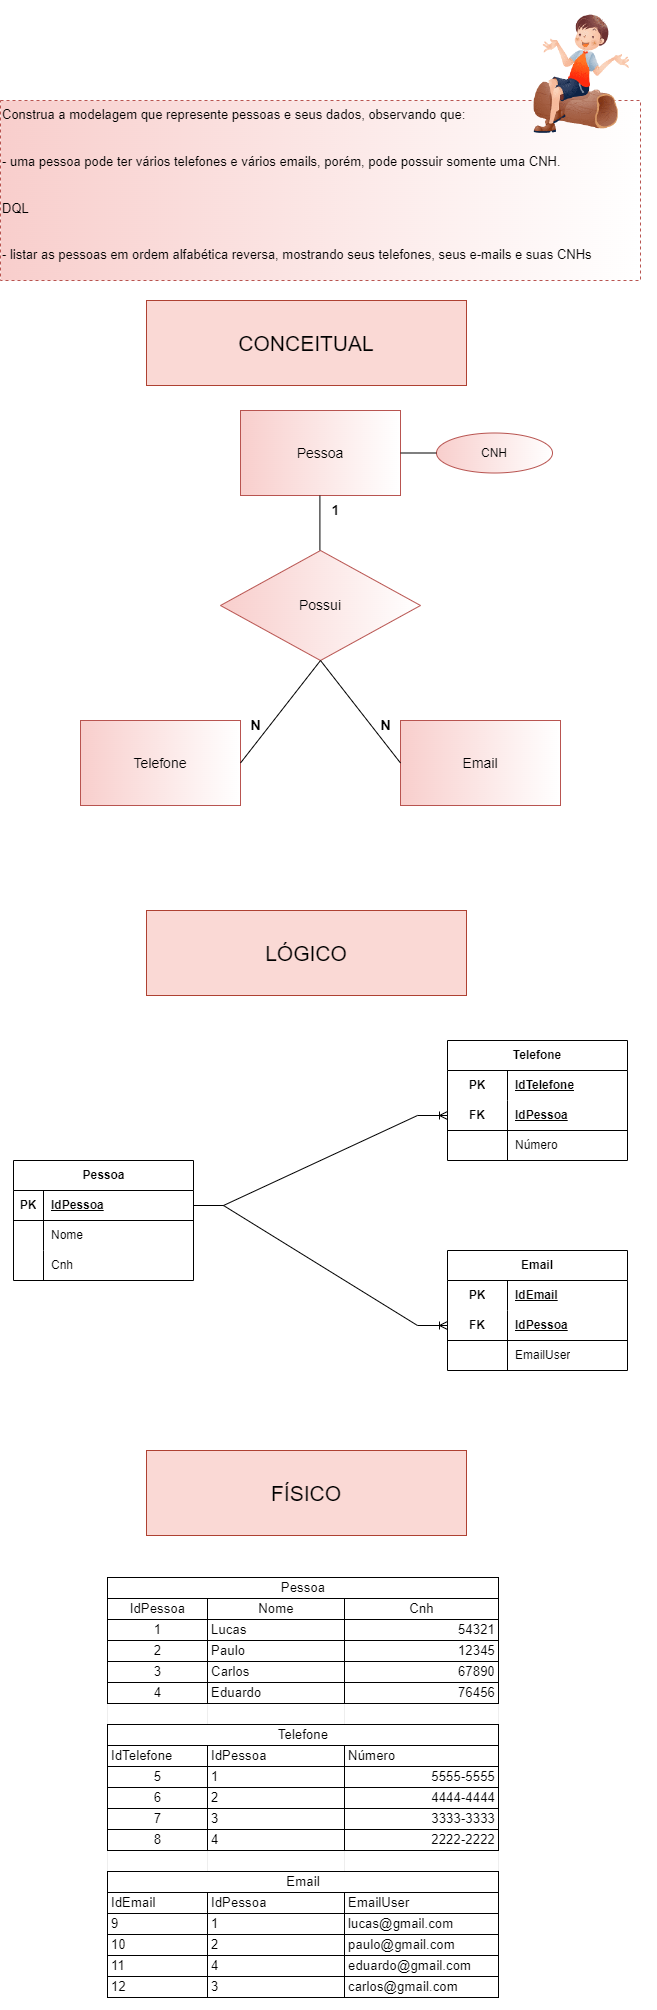 Construa a modelagem que represente pessoas e seus dados, observando que:
- uma pessoa pode ter vários telefones e vários emails, porém, pode possuir somente uma CNH.
DQL
- listar as pessoas em ordem alfabética reversa, mostrando seus telefones, seus e-mails e suas CNHs
CONCEITUAL
Pessoa
CNH
1
Possui
N
N
Telefone
Email
LÓGICO
Telefone
PK IdTelefone
FK IdPessoa
Número
Pessoa
PK IdPessoa
Nome
Cnh
Email
PK IdEmail
FK IdPessoa
EmailUser
FÍSICO
Pessoa
IdPessoa Nome Cnh
1 Lucas 54321
2 Paulo 12345
3 Carlos 67890
4 Eduardo 76456
Telefone
IdTelefone IdPessoa Número
5 1 5555-5555
6 2 4444-4444
7 3 3333-3333
8 4 2222-2222
Email
IdEmail IdPessoa EmailUser
9 1 lucas@gmail.com
10 2 paulo@gmail.com
11 4 eduardo@gmail.com
12 3 carlos@gmail.com